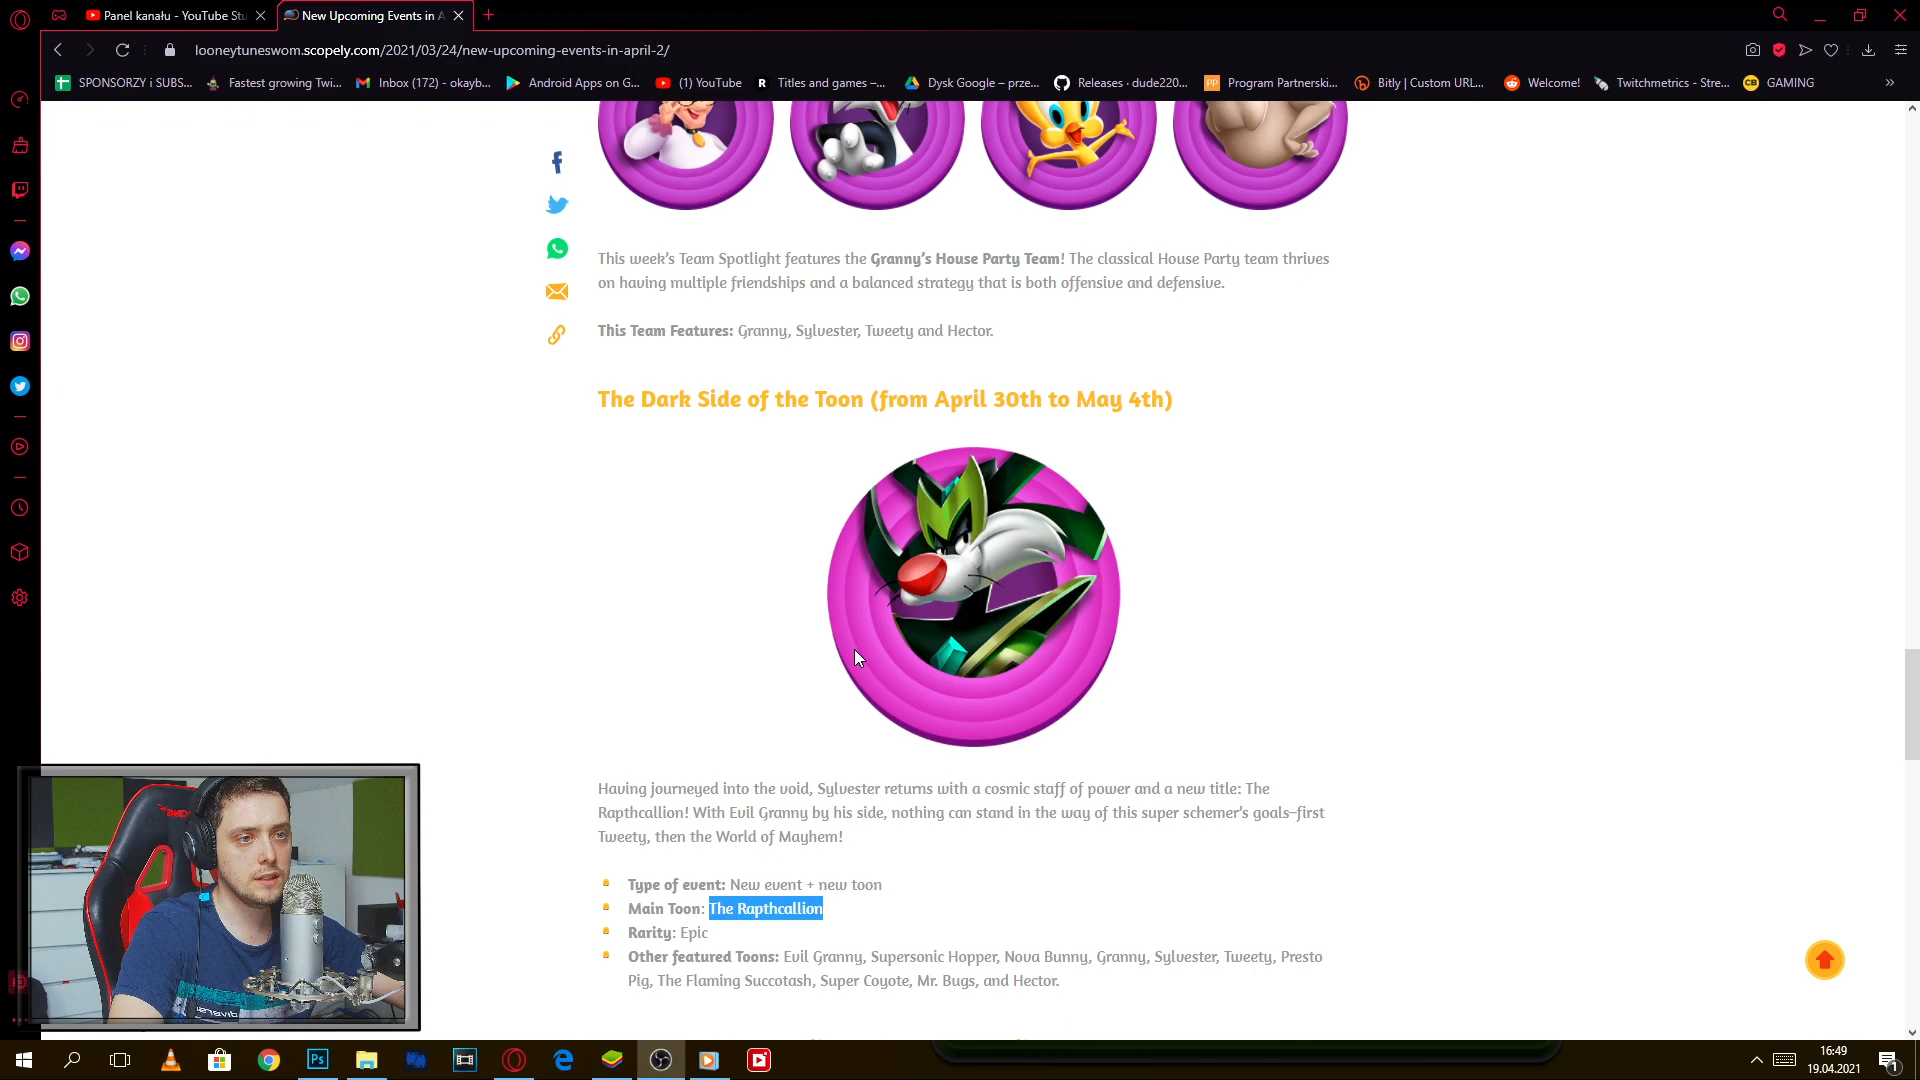 Panel kanału - YouTube Stu
New Upcoming Events in A
looneytuneswom.scopely.com/2021/03/24/new-upcoming-events-in-april-2/
SPONSORZY i SUBS...
Fastest growing Twi...
Inbox (172) - okayb...
Android Apps on G...
(1) YouTube
R Titles and games –...
Dysk Google – prze...
Releases · dude220...
PP Program Partnerski...
Bitly | Custom URL...
Welcome!
Twitchmetrics - Stre...
CB GAMING
»
This week's Team Spotlight features the Granny's House Party Team! The classical House Party team thrives
on having multiple friendships and a balanced strategy that is both offensive and defensive.
This Team Features: Granny, Sylvester, Tweety and Hector.
The Dark Side of the Toon (from April 30th to May 4th)
Having journeyed into the void, Sylvester returns with a cosmic staff of power and a new title: The
Rapthcallion! With Evil Granny by his side, nothing can stand in the way of this super schemer's goals–first
Tweety, then the World of Mayhem!
Type of event: New event + new toon
Main Toon: The Rapthcallion
Rarity: Epic
Other featured Toons: Evil Granny, Supersonic Hopper, Nova Bunny, Granny, Sylvester, Tweety, Presto
Pig, The Flaming Succotash, Super Coyote, Mr. Bugs, and Hector.
Ps
16:49
19.04.2021
1